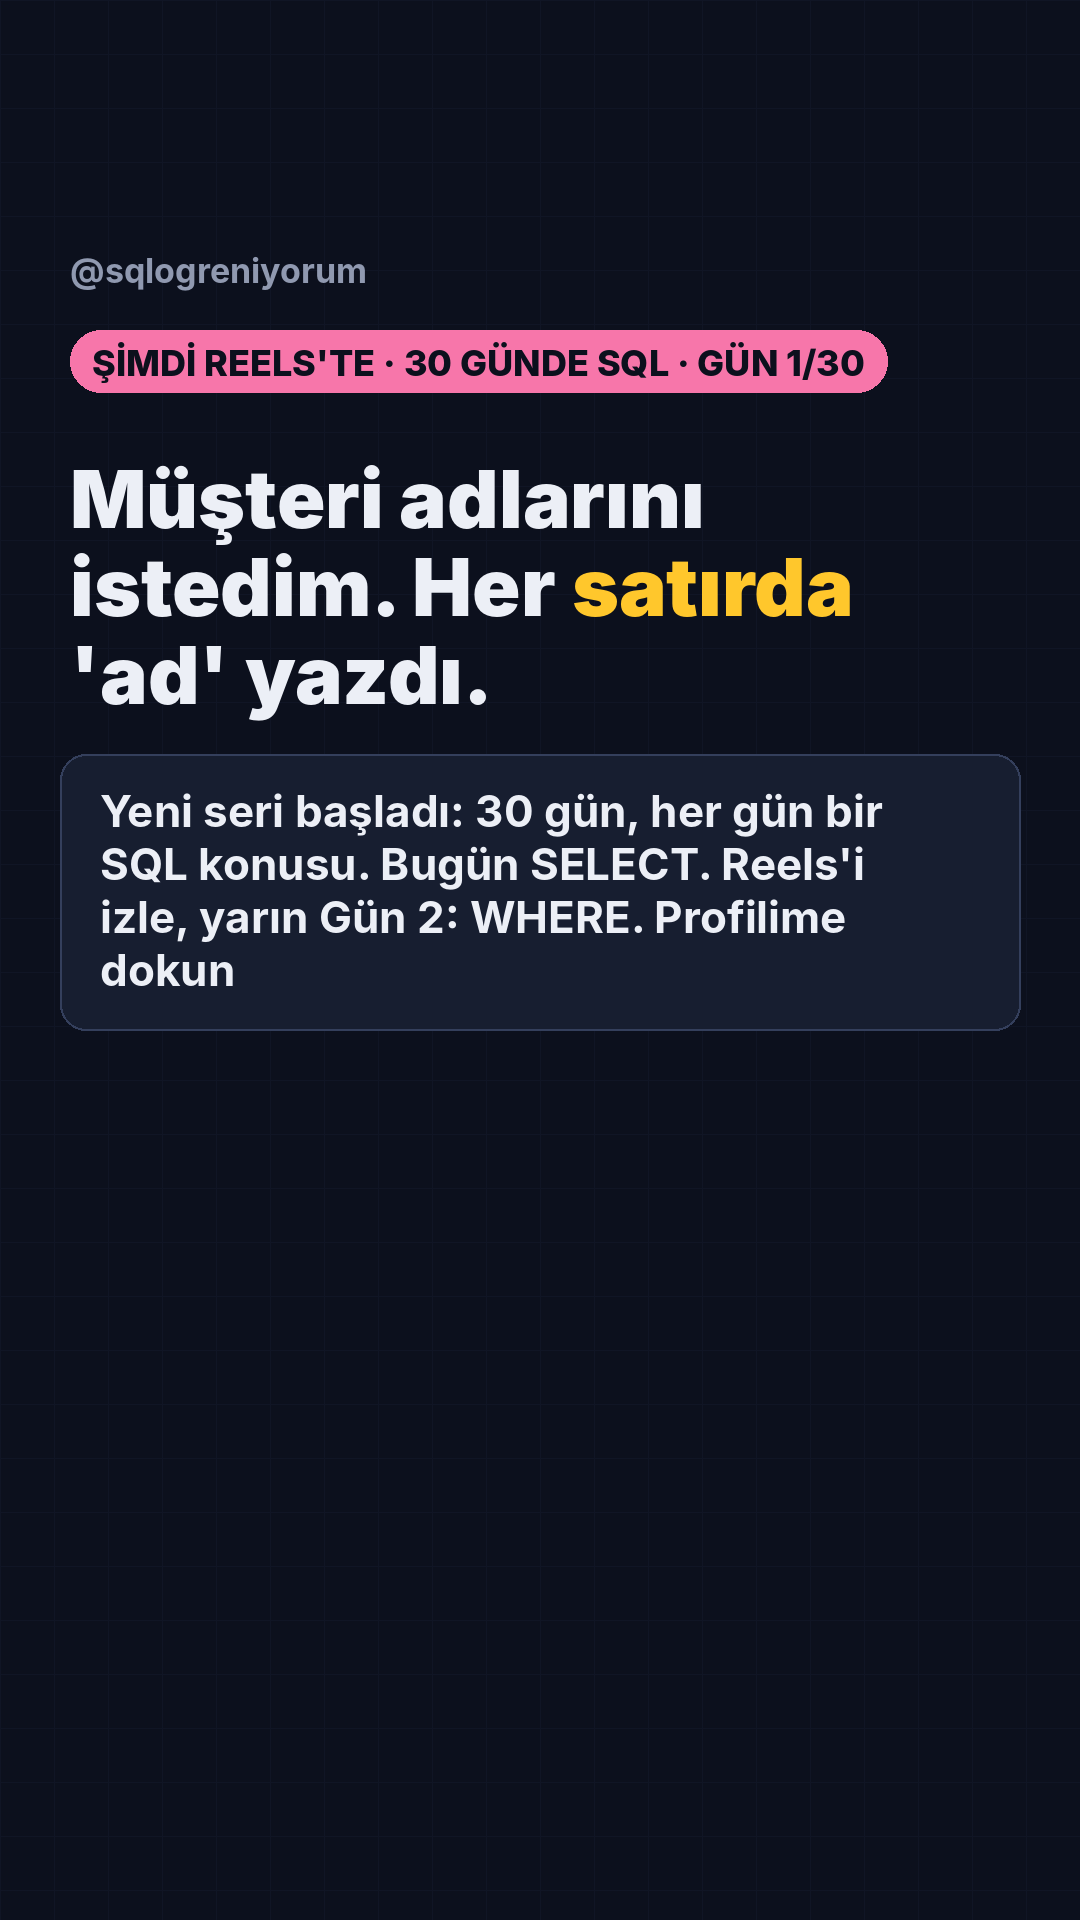 @sqlogreniyorum
ŞİMDİ REELS'TE · 30 GÜNDE SQL · GÜN 1/30
Müşteri adlarını
istedim. Her satırda
'ad' yazdı.
Yeni seri başladı: 30 gün, her gün bir
SQL konusu. Bugün SELECT. Reels'i
izle, yarın Gün 2: WHERE. Profilime
dokun